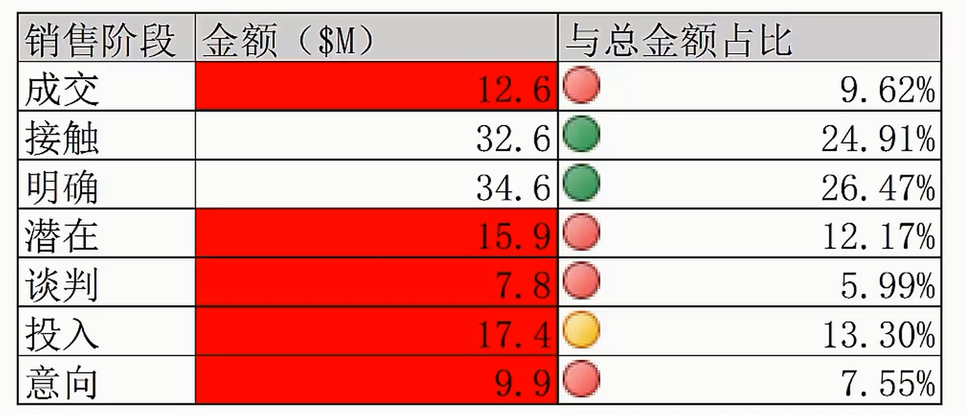 销售阶段 金额（$M） 与总金额占比
成交 12.6 9.62%
接触 32.6 24.91%
明确 34.6 26.47%
潜在 15.9 12.17%
谈判 7.8 5.99%
投入 17.4 13.30%
意向 9.9 7.55%